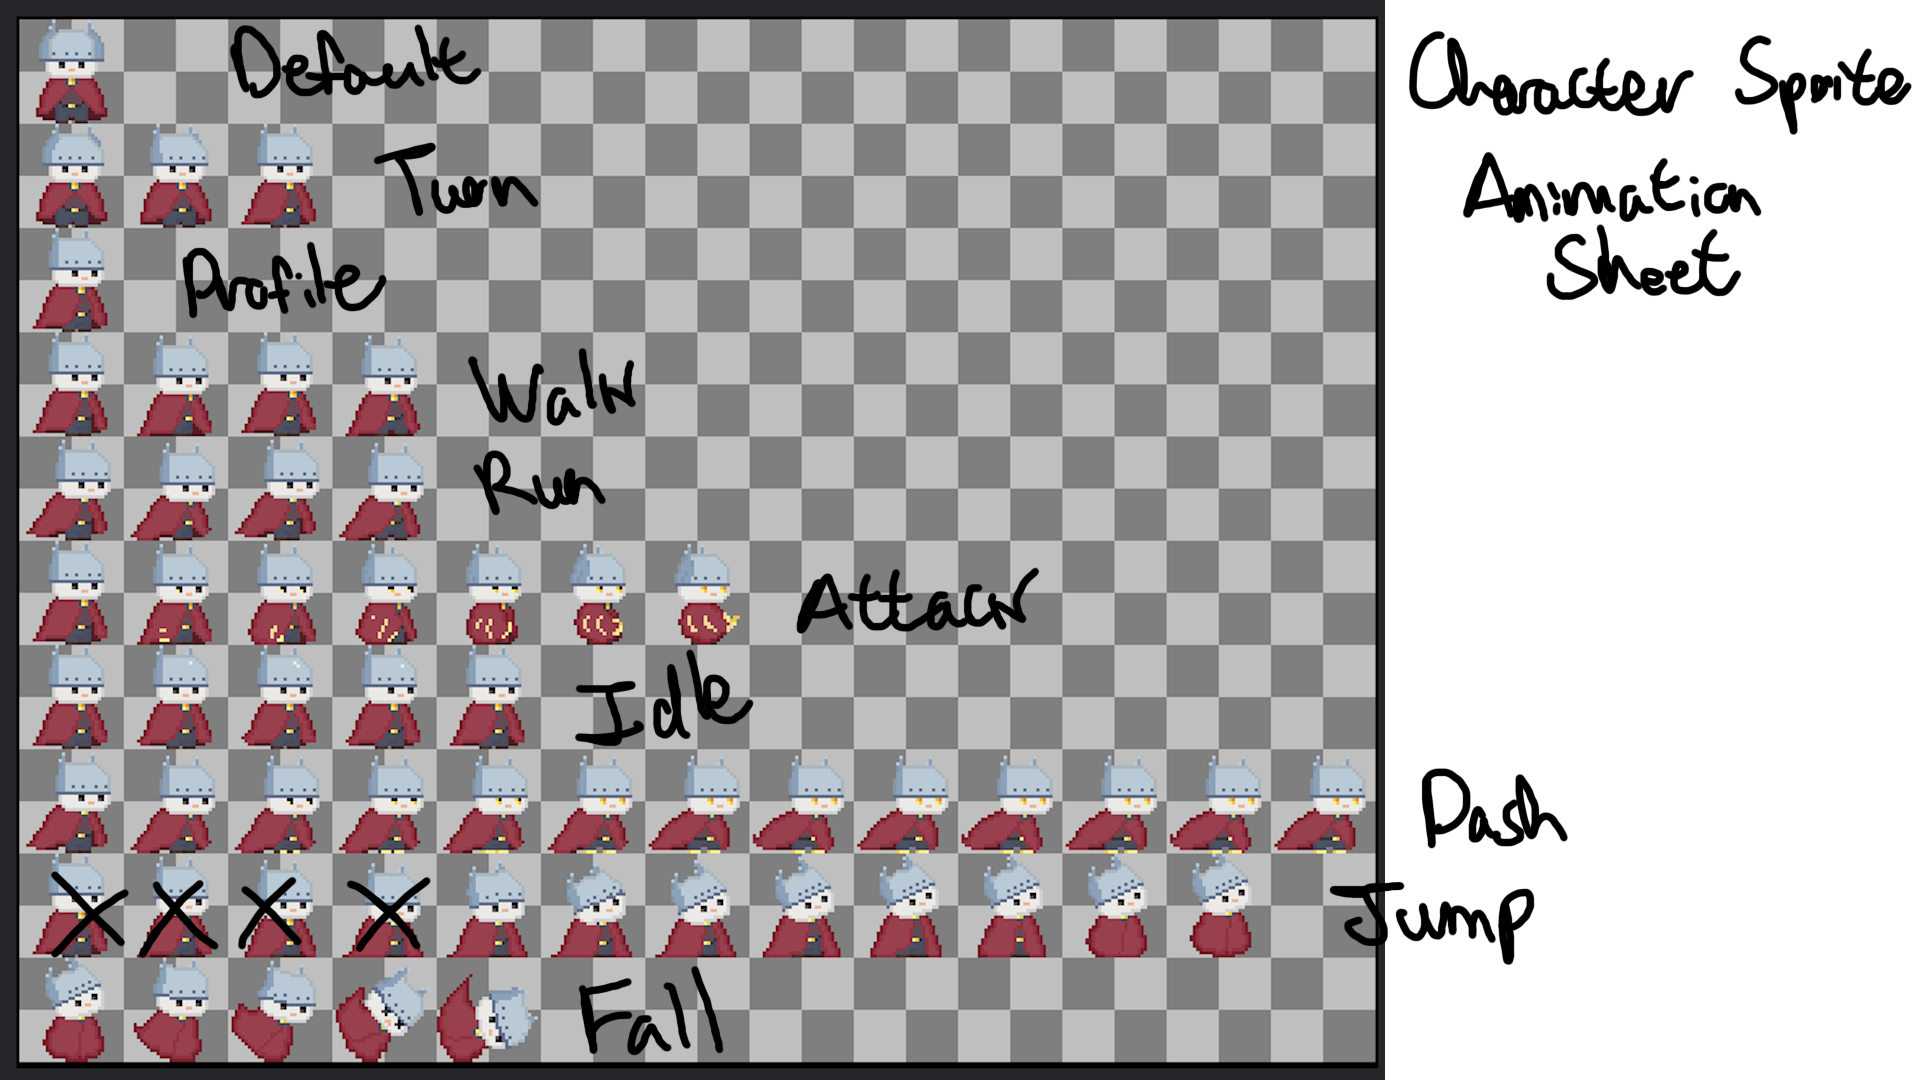 Default
Character Sprite
Turn
Animation
Sheet
Profile
Walk
Run
Attack
Idle
Dash
Jump
Fall